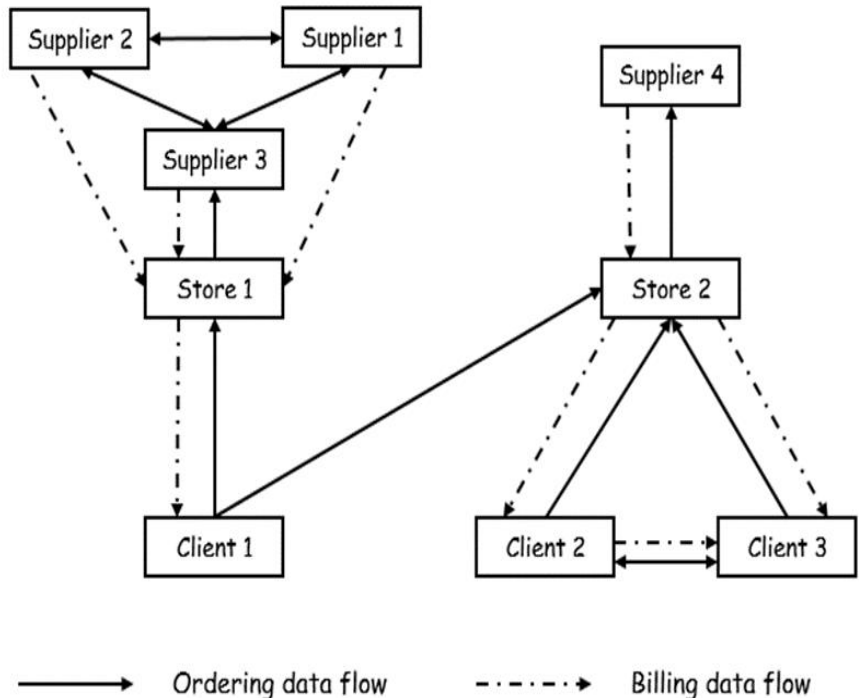 Supplier 2
Supplier 1
Supplier 4
Supplier 3
Store 1
Store 2
Client 1
Client 2
Client 3
Ordering data flow
Billing data flow